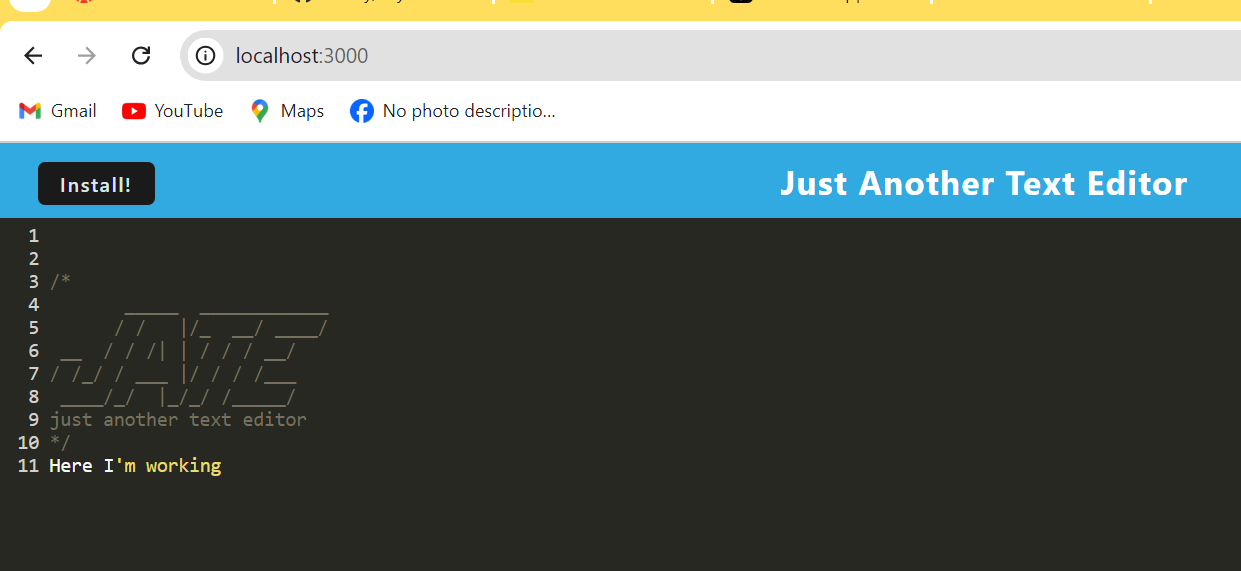 localhost:3000
Gmail YouTube Maps No photo descriptio...
Install! Just Another Text Editor
1
2
3 /*
4        _____  ____________
5       / /   |/_  __/ ____/
6  __  / / /| | / / / __/
7 / /_/ / ___ |/ / / /___
8  ____/_/  |_/_/ /_____/
9 just another text editor
10 */
11 Here I'm working